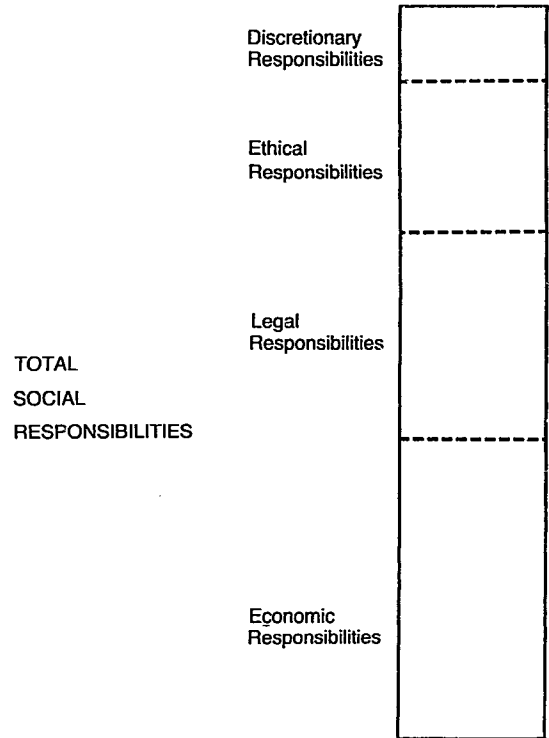 Discretionary
Responsibilities
Ethical
Responsibilities
Legal
Responsibilities
TOTAL
SOCIAL
RESPONSIBILITIES
Economic
Responsibilities